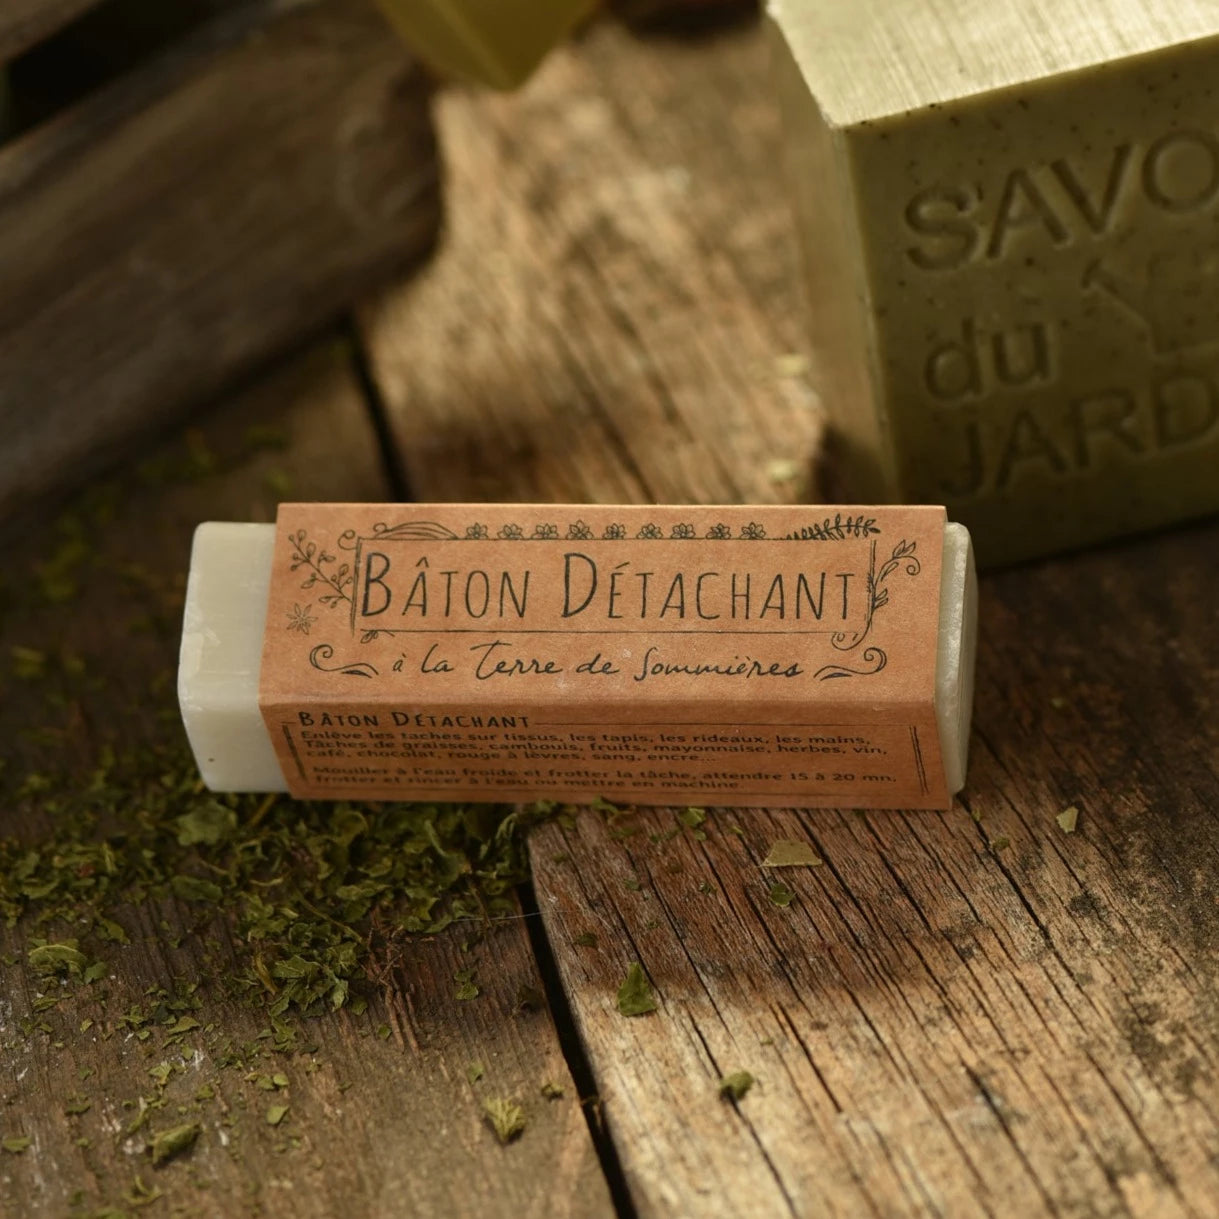 SAVO
du
JARD
BÂTON DÉTACHANT
à la Terre de Sommières
BÂTON DÉTACHANT
Enlève les taches sur tissus, les tapis, les rideaux, les mains,
Tâches de graisses, cambouis, fruits, mayonnaise, herbes, vin,
café, chocolat, rouge à lèvres, sang, encre...
Mouiller à l'eau froide et frotter la tâche, attendre 15 à 20 mn,
frotter et rincer à l'eau ou mettre en machine.